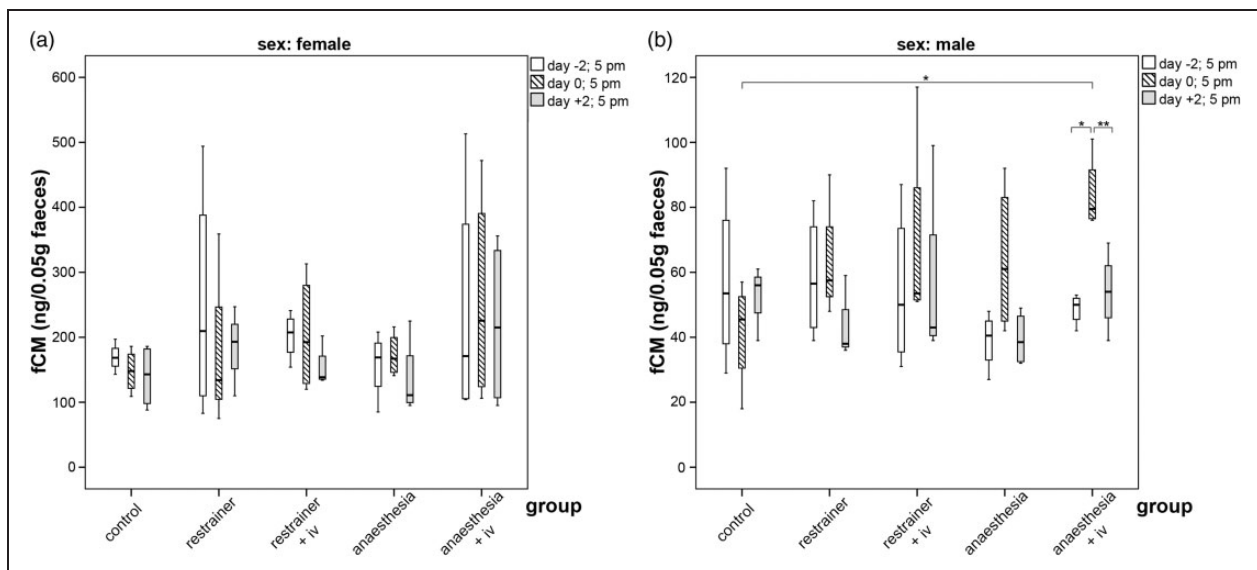 (a)
sex: female
day -2; 5 pm
day 0; 5 pm
day +2; 5 pm
fCM (ng/0.05g faeces)
600
500
400
300
200
100
0
control
restrainer
restrainer
+ iv
anaesthesia
anaesthesia
+ iv
group
(b)
sex: male
day -2; 5 pm
day 0; 5 pm
day +2; 5 pm
fCM (ng/0.05g faeces)
120
100
80
60
40
20
0
*
* **
control
restrainer
restrainer
+ iv
anaesthesia
anaesthesia
+ iv
group